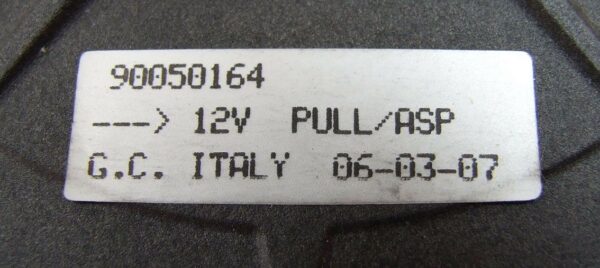 90050164
---> 12V PULL/ASP
G.C. ITALY 06-03-07